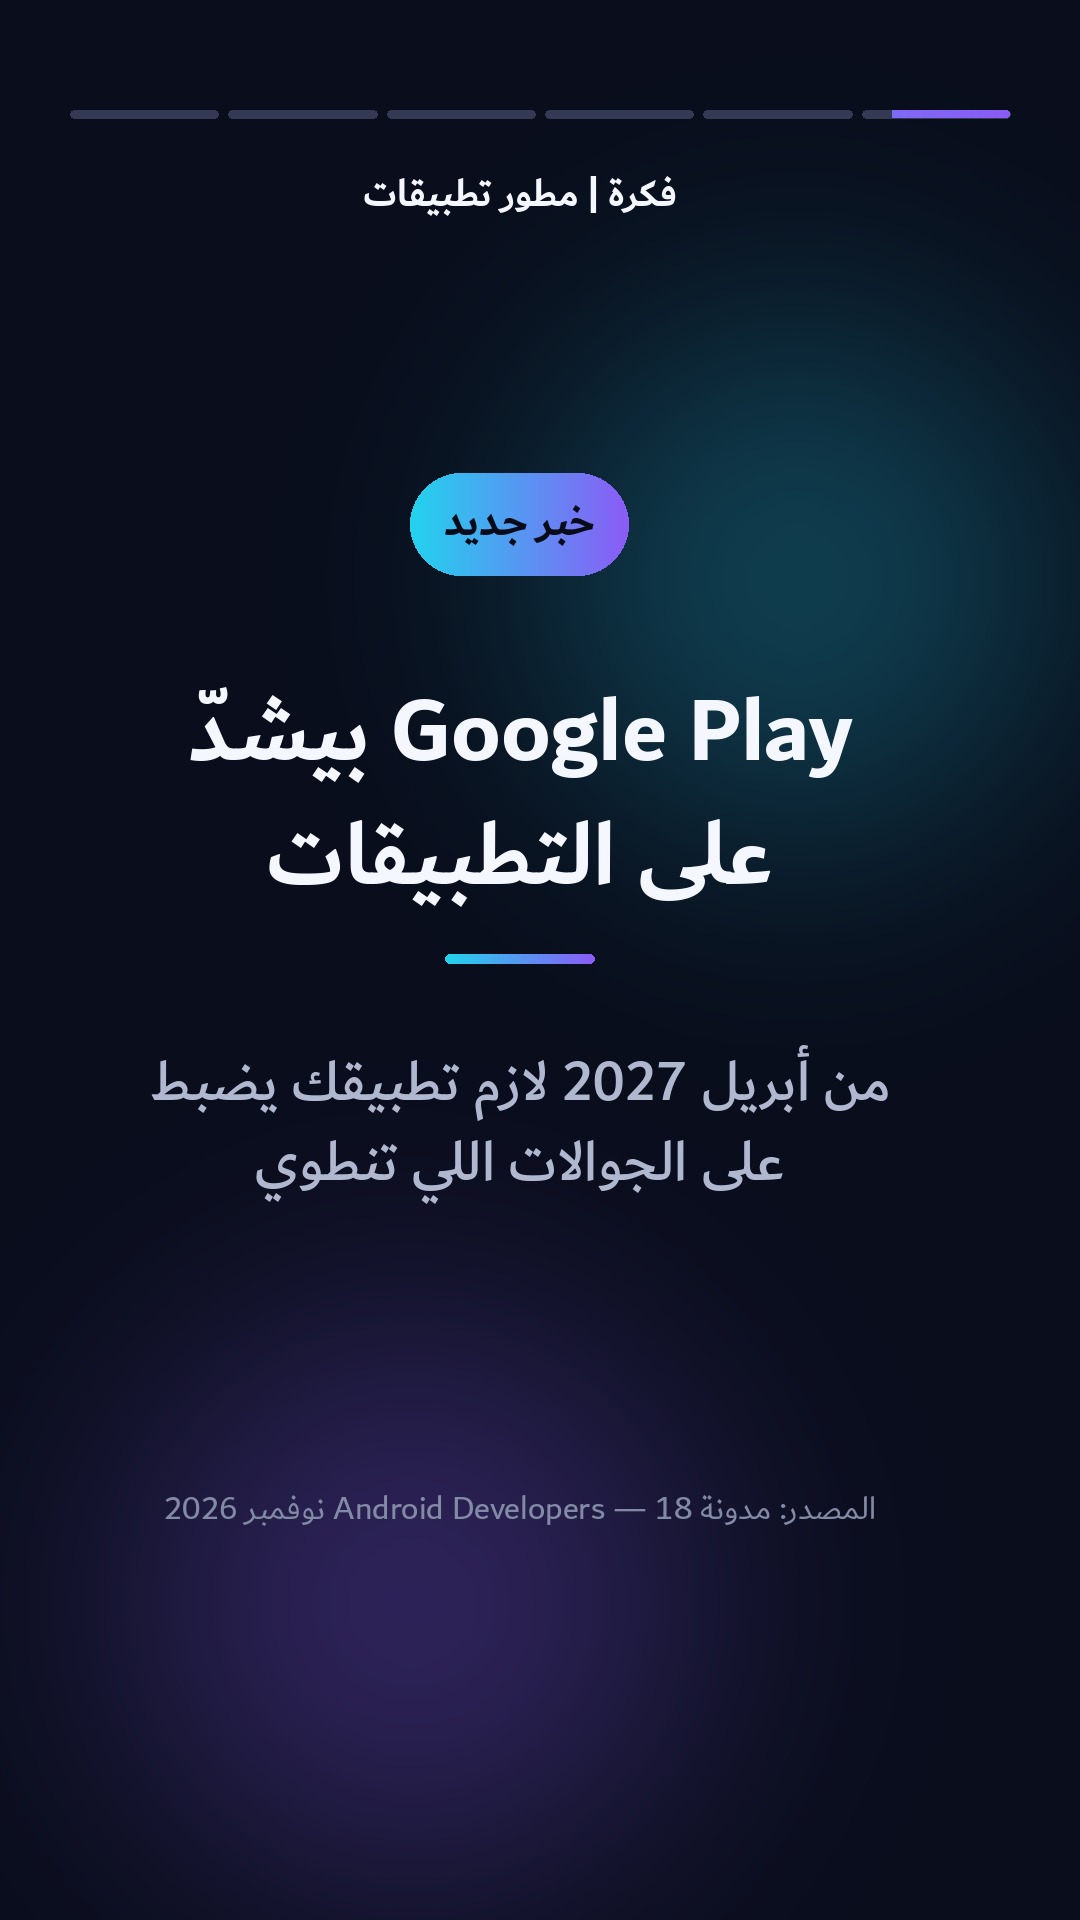 فكرة | مطور تطبيقات
خبر جديد
Google Play بيشدّ
على التطبيقات
من أبريل 2027 لازم تطبيقك يضبط
على الجوالات اللي تنطوي
المصدر: مدونة Android Developers — 18 نوفمبر 2026